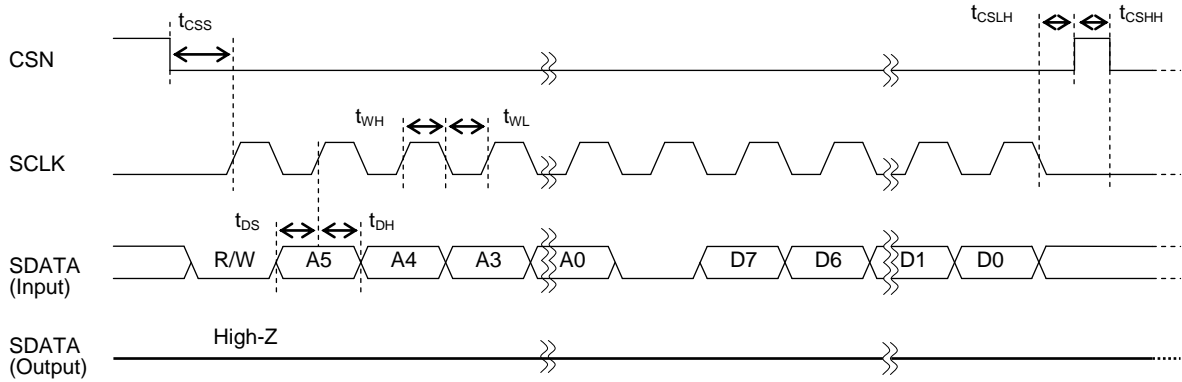 tCSS
tCSLH
tCSHH
CSN
tWH
tWL
SCLK
tDS
tDH
SDATA
(Input)
R/W A5 A4 A3 A0 D7 D6 D1 D0
SDATA
(Output)
High-Z